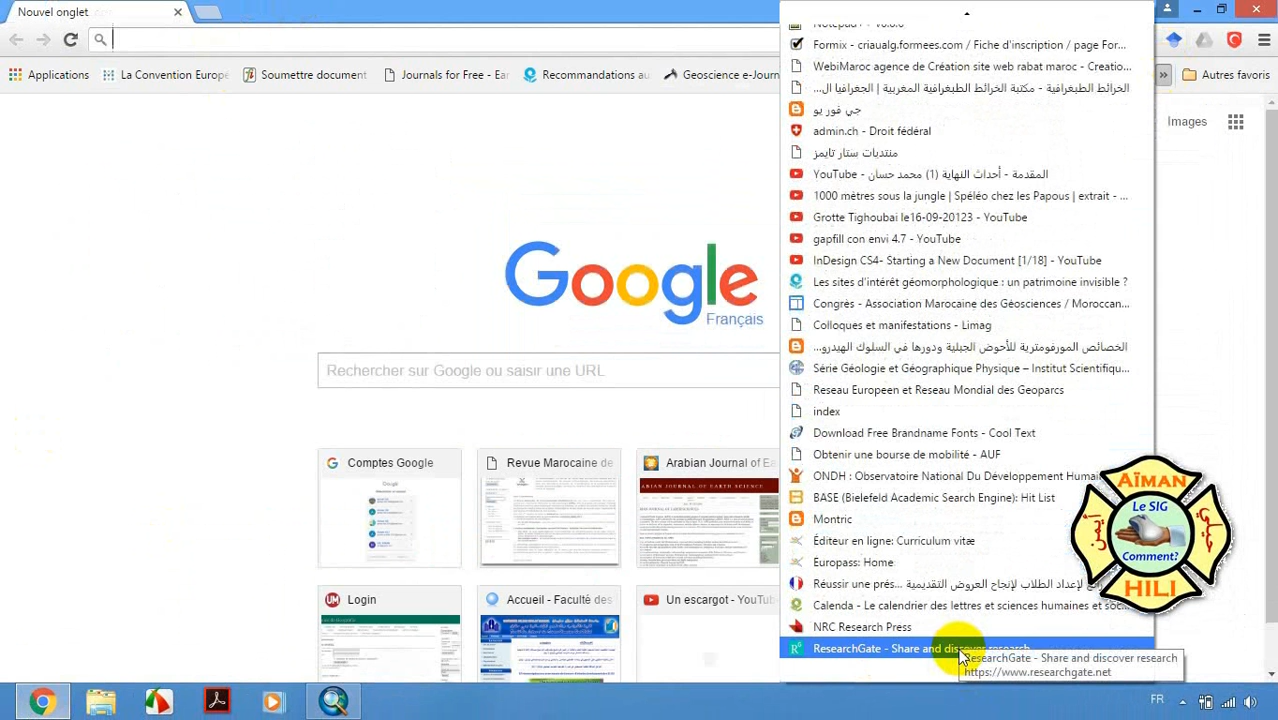 Nouvel onglet
Applications
La Convention Europé
Soumettre document
Journals for Free - Ear
Recommandations au
Geoscience e-Journ
»
Autres favoris
Images
Google
Français
Rechercher sur Google ou saisir une URL
Comptes Google
Revue Marocaine de
Arabian Journal of Ea
ARABIAN JOURNAL OF EARTH SCIENCE
Login
Accueil - Faculté des
Un escargot - YouTub
Formix - criaualg.formees.com / Fiche d'inscription / page For...
WebiMaroc agence de Création site web rabat maroc - Creatio...
الخرائط الطبغرافية - مكتبة الخرائط الطبغرافية المغربية | الجغرافيا ال...
جي فور يو
admin.ch - Droit fédéral
منتديات ستار تايمز
YouTube - المقدمة - أحداث النهاية (1) محمد حسان
1000 mètres sous la jungle | Spéléo chez les Papous | extrait - ...
Grotte Tighoubai le16-09-20123 - YouTube
gapfill con envi 4.7 - YouTube
InDesign CS4- Starting a New Document [1/18] - YouTube
Les sites d'intérêt géomorphologique : un patrimoine invisible ?
Congrès - Association Marocaine des Géosciences / Moroccan...
Colloques et manifestations - Limag
الخصائص المورفومترية للأحوض الجبلية ودورها في السلوك الهيدرو...
Série Géologie et Géographique Physique – Institut Scientifiqu...
Reseau Europeen et Reseau Mondial des Geoparcs
index
Download Free Brandname Fonts - Cool Text
Obtenir une bourse de mobilité - AUF
ONDH : Observatoire National Du Développement Humai
BASE (Bielefeld Academic Search Engine): Hit List
Montric
Éditeur en ligne: Curriculum vitæ
Europass: Home
Réussir une prés... لإعداد الطلاب لإنجاح العروض التقديمية
Calenda - Le calendrier des lettres et sciences humaines et soc...
Research Press
ResearchGate - Share and discover research
ResearchGate - Share and discover research
https://www.researchgate.net
AÏMAN
Le SIG
Comment?
HILI
FR